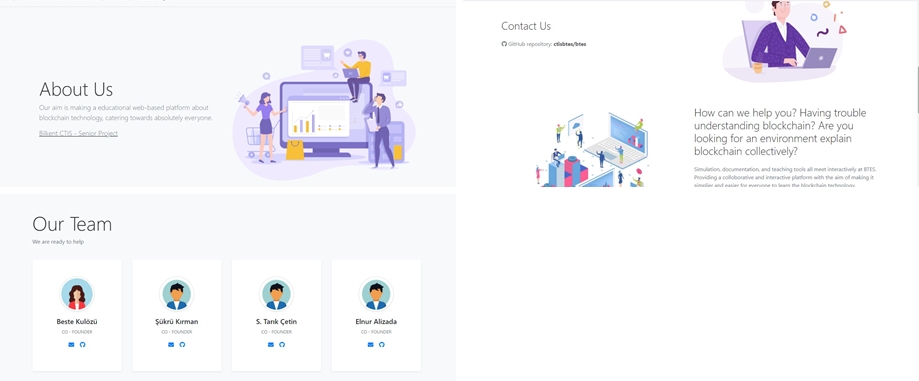 About Us
Our aim is making a educational web-based platform about
blockchain technology, catering towards absolutely everyone.
Bilkent CTIS - Senior Project
Our Team
We are ready to help
Beste Kulözü
CO - FOUNDER
Şükrü Kırman
CO - FOUNDER
S. Tarık Çetin
CO - FOUNDER
Elnur Alizada
CO - FOUNDER
Contact Us
GitHub repository: ctisbtes/btes
How can we help you? Having trouble
understanding blockchain? Are you
looking for an environment explain
blockchain collectively?
Simulation, documentation, and teaching tools all meet interactively at BTES.
Providing a collaborative and interactive platform with the aim of making it
simpler and easier for everyone to learn the blockchain technology.